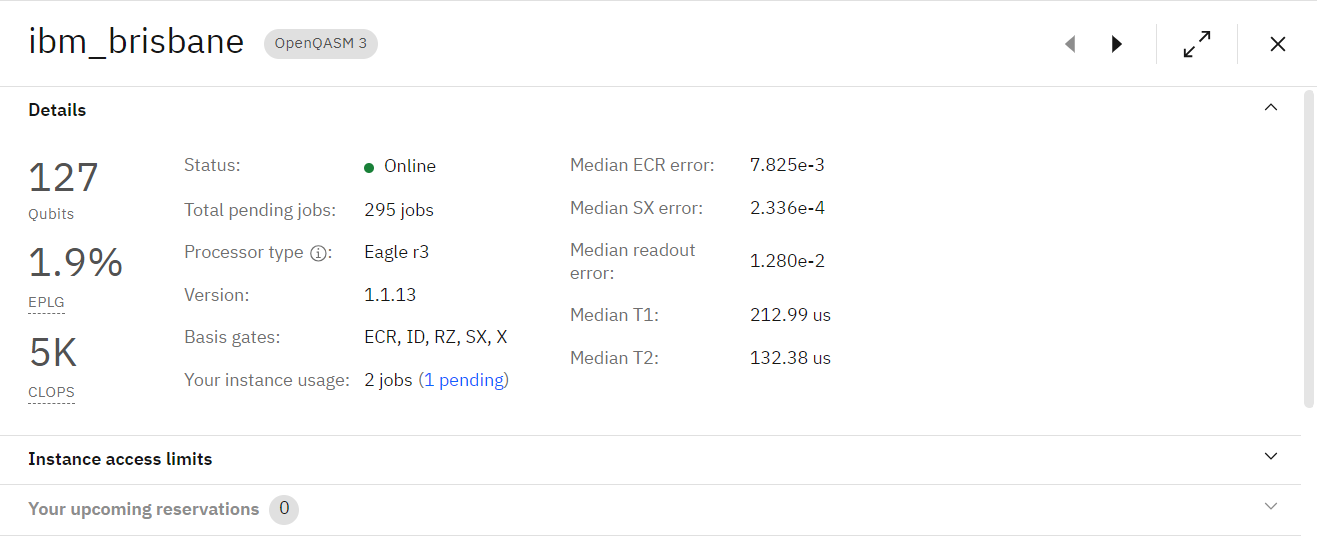 ibm_brisbane OpenQASM 3
Details
127
Qubits
1.9%
EPLG
5K
CLOPS
Status: Online
Total pending jobs: 295 jobs
Processor type : Eagle r3
Version: 1.1.13
Basis gates: ECR, ID, RZ, SX, X
Your instance usage: 2 jobs (1 pending)
Median ECR error: 7.825e-3
Median SX error: 2.336e-4
Median readout
error: 1.280e-2
Median T1: 212.99 us
Median T2: 132.38 us
Instance access limits
Your upcoming reservations 0